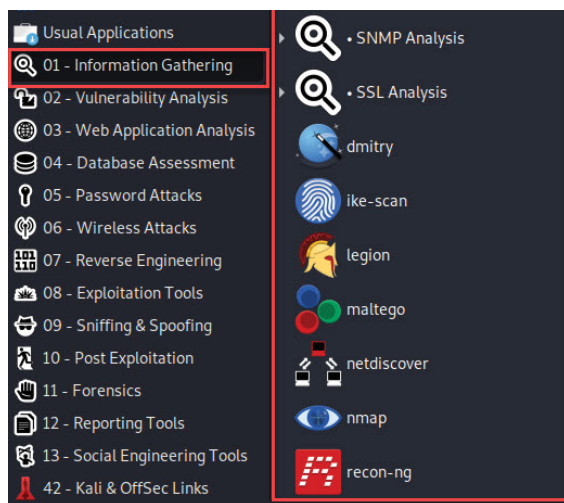 Usual Applications
01 - Information Gathering
02 - Vulnerability Analysis
03 - Web Application Analysis
04 - Database Assessment
05 - Password Attacks
06 - Wireless Attacks
07 - Reverse Engineering
08 - Exploitation Tools
09 - Sniffing & Spoofing
10 - Post Exploitation
11 - Forensics
12 - Reporting Tools
13 - Social Engineering Tools
42 - Kali & OffSec Links
• SNMP Analysis
• SSL Analysis
dmitry
ike-scan
legion
maltego
netdiscover
nmap
recon-ng